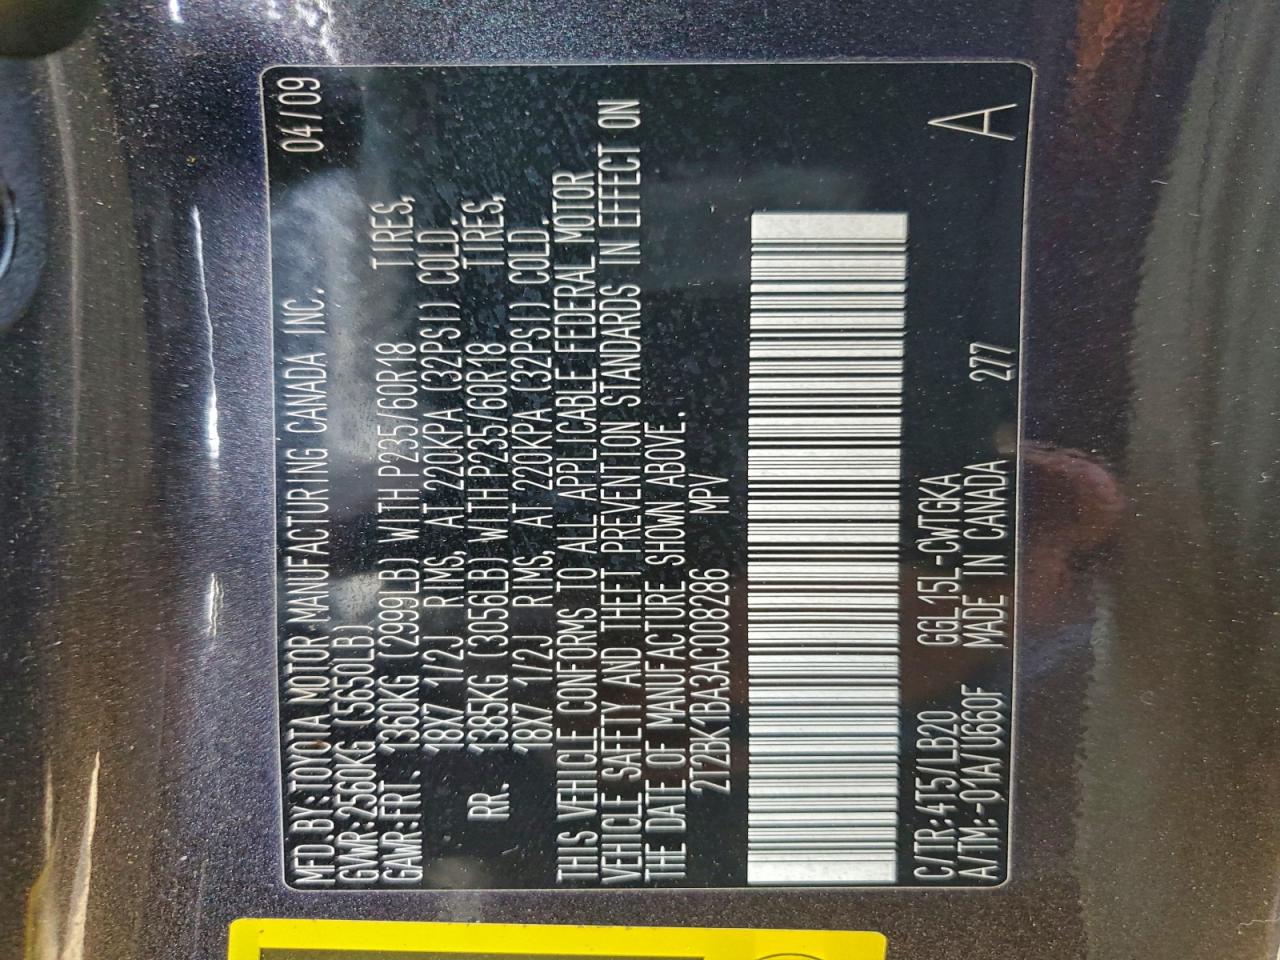 MFD.BY:TOYOTA MOTOR MANUFACTURING CANADA INC. 04/09
GVWR:2560KG (5650LB)
GAWR:FRT. 1360KG (2999LB) WITH P235/60R18 TIRES,
18X7 1/2J RIMS, AT 220KPA (32PSI) COLD.
RR. 1385KG (3056LB) WITH P235/60R18 TIRES,
18X7 1/2J RIMS, AT 220KPA (32PSI) COLD.
THIS VEHICLE CONFORMS TO ALL APPLICABLE FEDERAL MOTOR
VEHICLE SAFETY AND THEFT PREVENTION STANDARDS IN EFFECT ON
THE DATE OF MANUFACTURE SHOWN ABOVE.
2T2BK1BA3AC008286 MPV
C/TR:4T5/LB20 GGL15L-CWTGKA
A/TM:-01A/U660F MADE IN CANADA 277 A